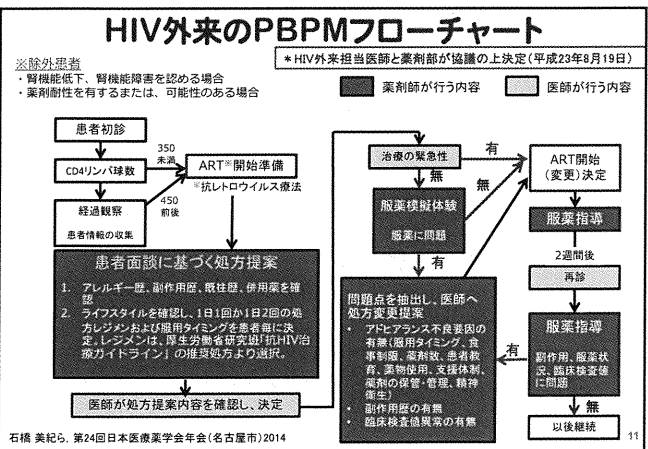 HIV外来のPBPMフローチャート
＊HIV外来担当医師と薬剤部が協議の上決定(平成23年8月19日)
※除外患者
・腎機能低下、腎機能障害を認める場合
・薬剤耐性を有するまたは、可能性のある場合
薬剤師が行う内容
医師が行う内容
患者初診
CD4リンパ球数
経過観察
患者情報の収集
350
未満
450
前後
ART※開始準備
※抗レトロウイルス療法
患者面談に基づく処方提案
1. アレルギー歴、副作用歴、既往歴、併用薬を確
認
2. ライフスタイルを確認し、1日1回か1日2回の処
方レジメンおよび服用タイミングを患者毎に決
定。レジメンは、厚生労働省研究班「抗HIV治
療ガイドライン」の推奨処方より選択。
医師が処方提案内容を確認し、決定
治療の緊急性
有
無
服薬模擬体験
服薬に問題
無
有
問題点を抽出し、医師へ
処方変更提案
・ アドヒアランス不良要因の
有無(服用タイミング、食
事制限、薬剤数、患者教
育、薬物使用、支援体制、
薬剤の保管・管理、精神
衛生)
・ 副作用歴の有無
・ 臨床検査値異常の有無
ART開始
(変更)決定
服薬指導
2週間後
再診
服薬指導
副作用、服薬状
況、臨床検査値
に問題
有
無
以後継続
石橋 美紀ら, 第24回日本医療薬学会年会(名古屋市)2014
11